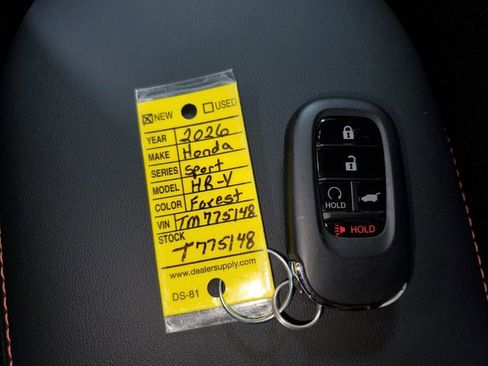 ☒ NEW ☐ USED
YEAR 2026
MAKE Honda
SERIES Sport
MODEL HR-V
COLOR Forest
VIN TM775148
STOCK T775148
www.dealersupply.com
DS-81
HOLD
HOLD